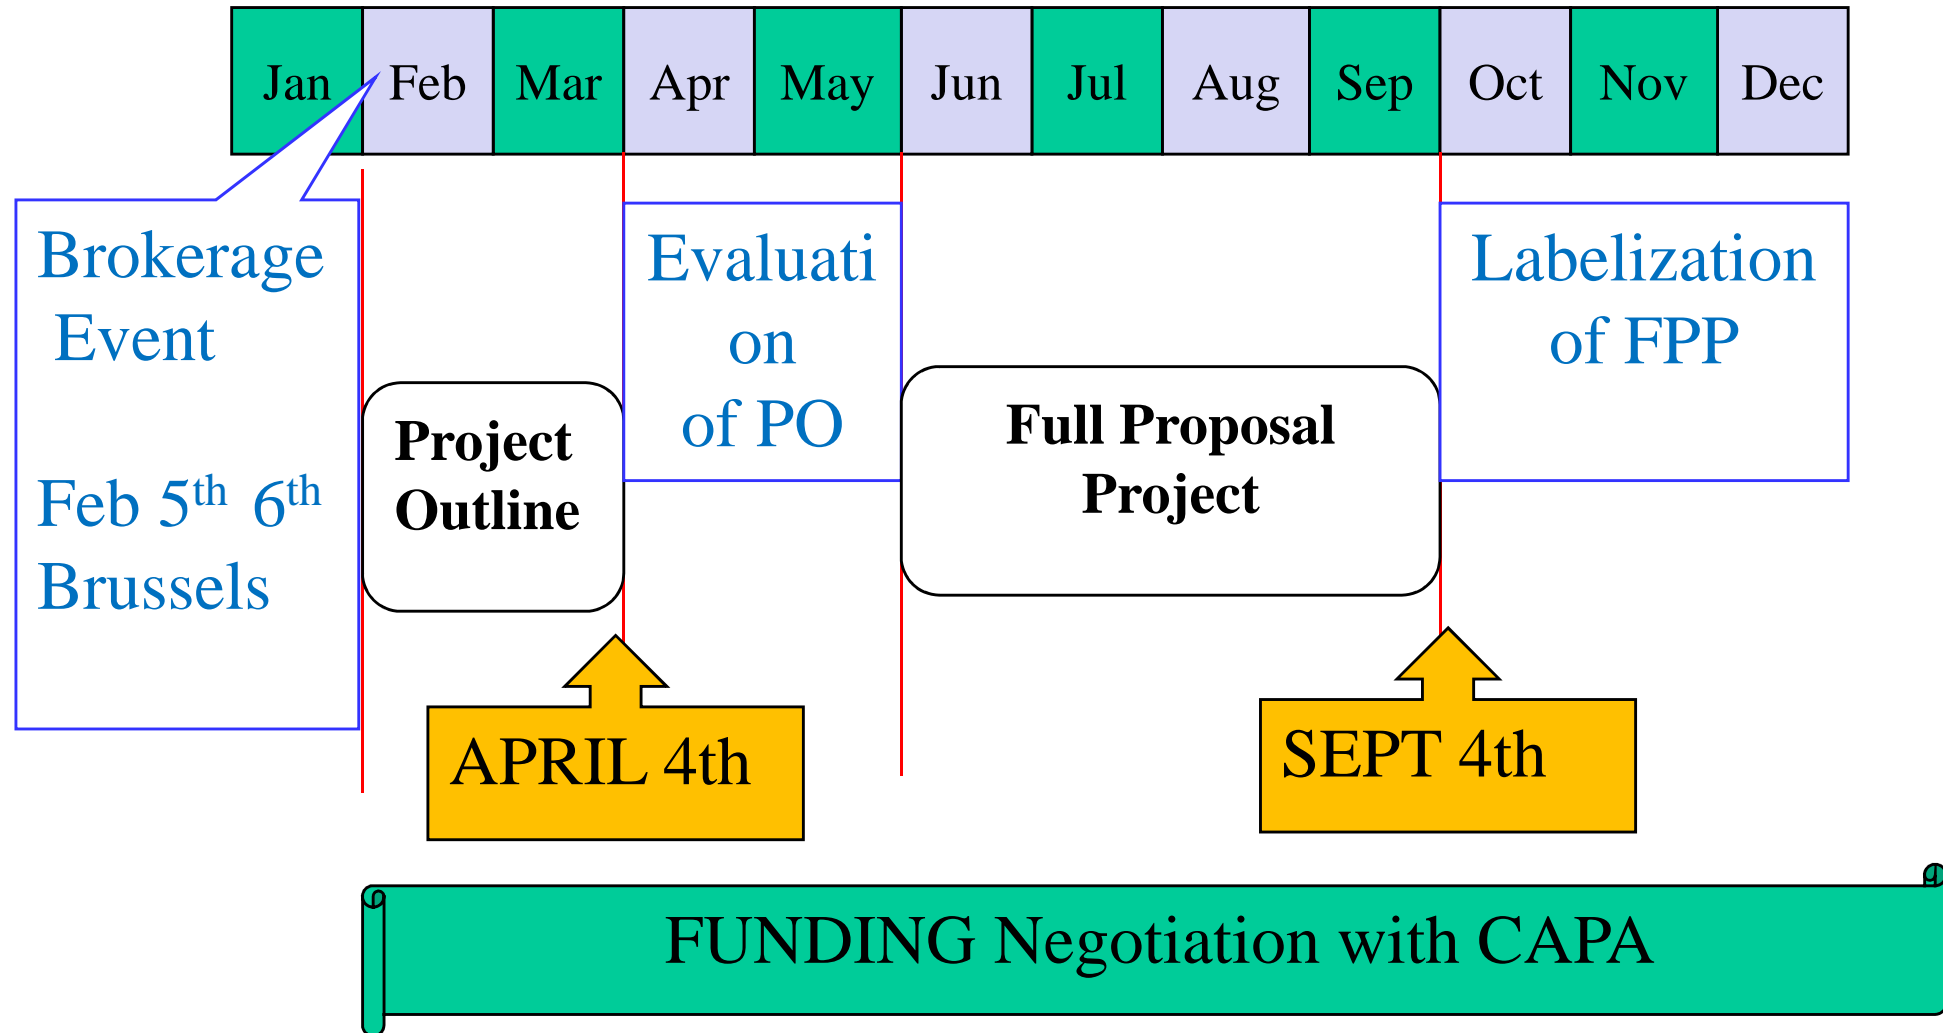 Jan Feb Mar Apr May Jun Jul Aug Sep Oct Nov Dec
Brokerage
Event
Feb 5th 6th
Brussels
Project
Outline
Evaluati
on
of PO
Full Proposal
Project
Labelization
of FPP
APRIL 4th
SEPT 4th
FUNDING Negotiation with CAPA